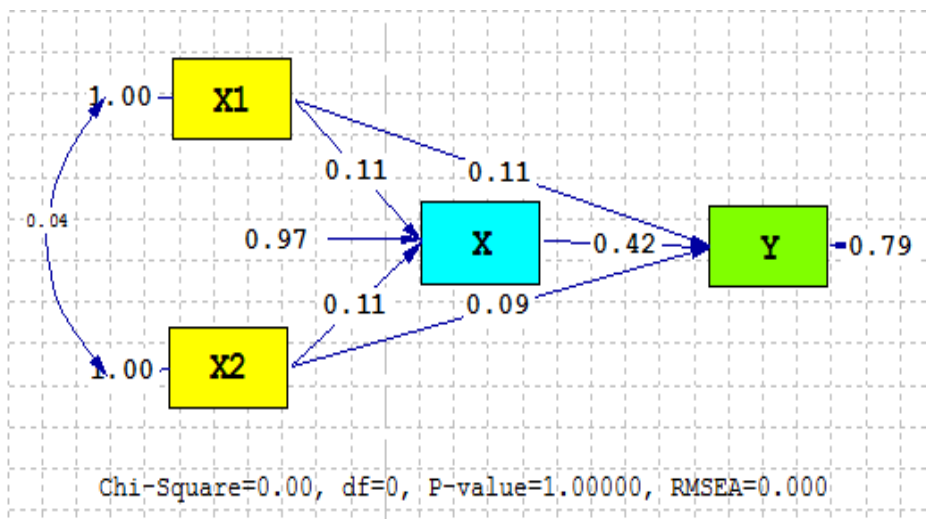 1.00
X1
0.11
0.11
0.04
0.97
X
0.42
Y
0.79
0.11
0.09
1.00
X2
Chi-Square=0.00, df=0, P-value=1.00000, RMSEA=0.000